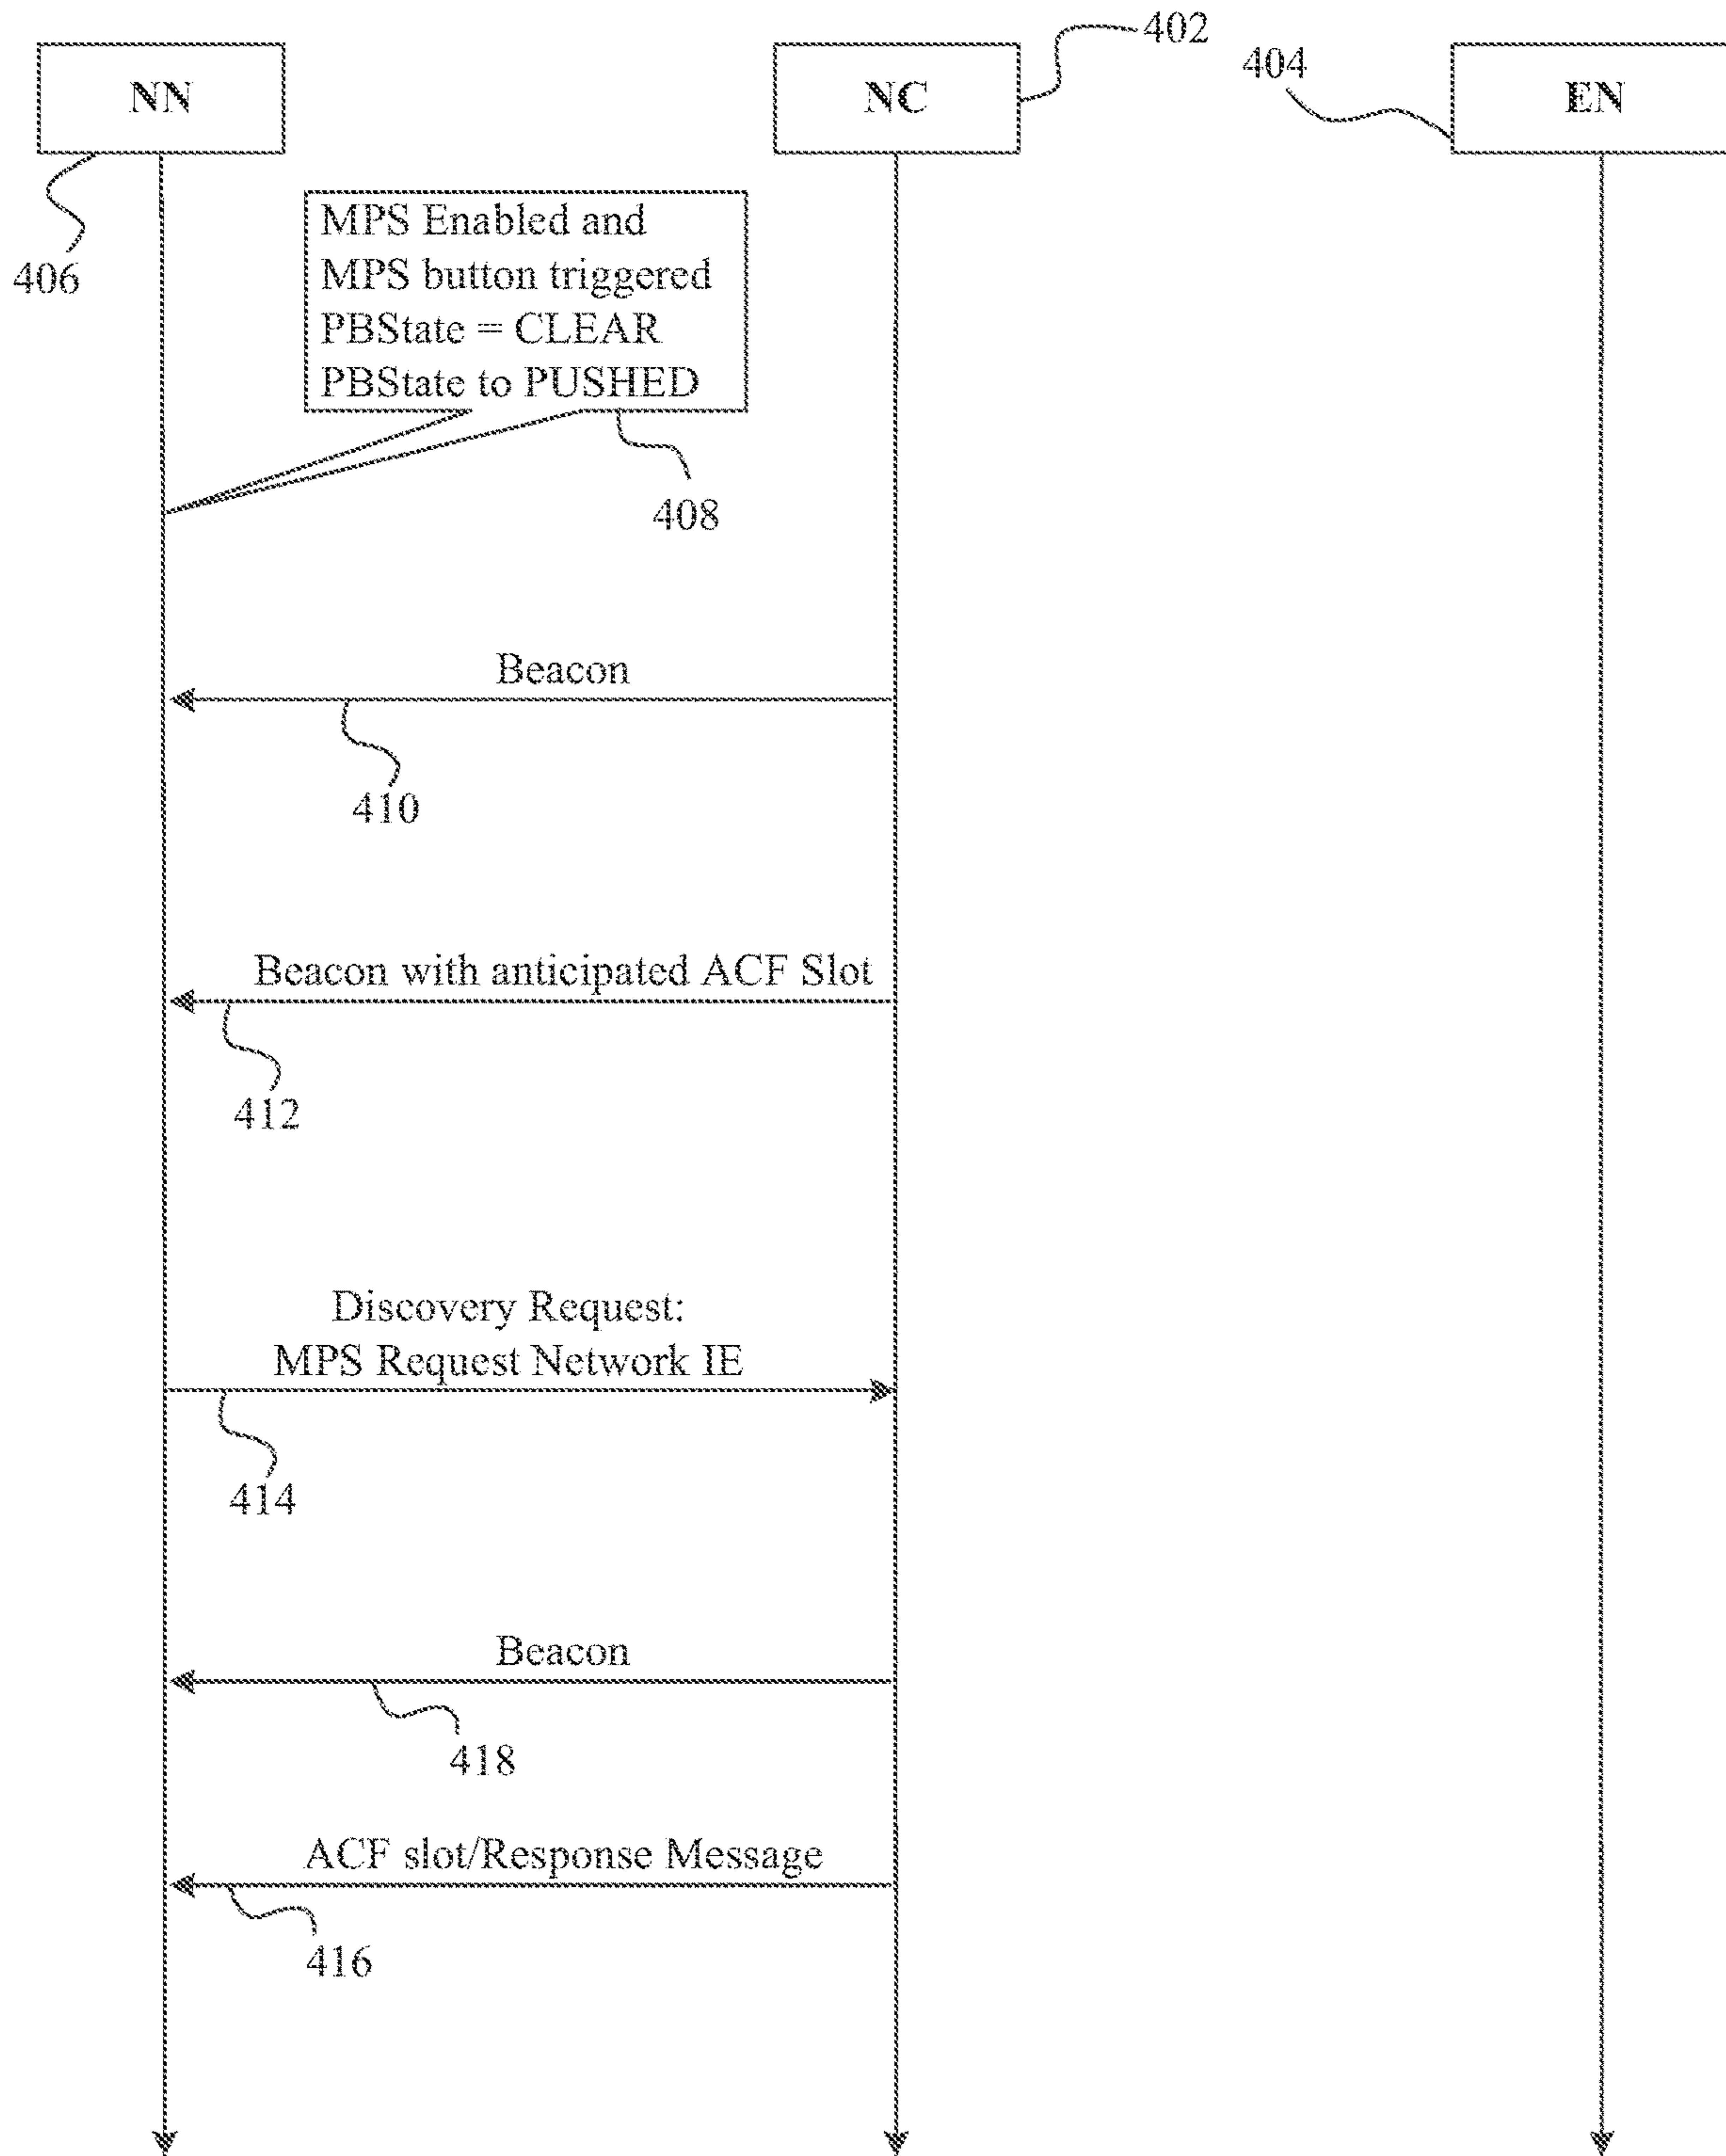 402
404
NN
NC
EN
406
MPS Enabled and
MPS button triggered
PBState = CLEAR
PBState to PUSHED
408
Beacon
410
Beacon with anticipated ACF Slot
412
Discovery Request:
MPS Request Network IE
414
Beacon
418
ACF slot/Response Message
416